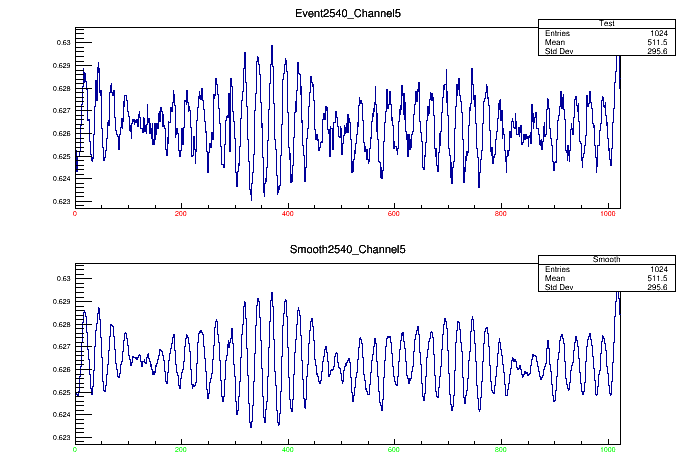 Event2540_Channel5
Test
Entries 1024
Mean 511.5
Std Dev 295.6
0.63
0.629
0.628
0.627
0.626
0.625
0.624
0.623
0 200 400 600 800 1000
Smooth2540_Channel5
Smooth
Entries 1024
Mean 511.5
Std Dev 295.6
0.63
0.629
0.628
0.627
0.626
0.625
0.624
0.623
0 200 400 600 800 1000